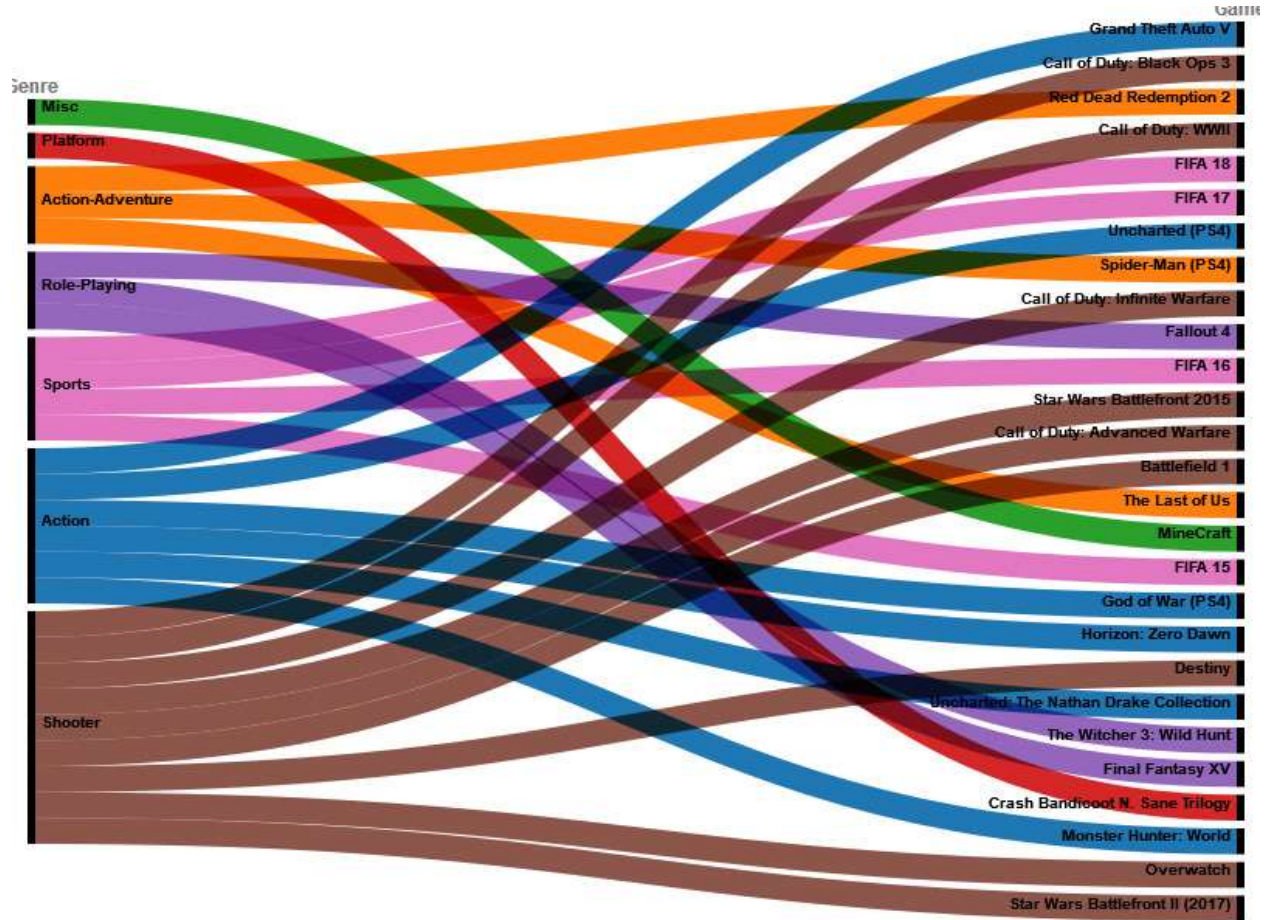 Genre
Misc
Platform
Action-Adventure
Role-Playing
Sports
Action
Shooter
Game
Grand Theft Auto V
Call of Duty: Black Ops 3
Red Dead Redemption 2
Call of Duty: WWII
FIFA 18
FIFA 17
Uncharted (PS4)
Spider-Man (PS4)
Call of Duty: Infinite Warfare
Fallout 4
FIFA 16
Star Wars Battlefront 2015
Call of Duty: Advanced Warfare
Battlefield 1
The Last of Us
MineCraft
FIFA 15
God of War (PS4)
Horizon: Zero Dawn
Destiny
Uncharted: The Nathan Drake Collection
The Witcher 3: Wild Hunt
Final Fantasy XV
Crash Bandicoot N. Sane Trilogy
Monster Hunter: World
Overwatch
Star Wars Battlefront II (2017)